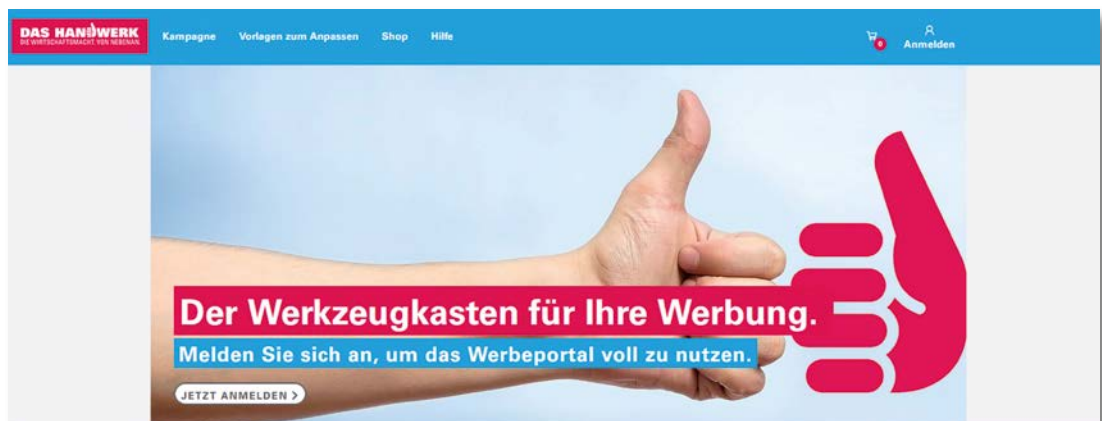 DAS HANDWERK
DIE WIRTSCHAFTSMACHT. VON NEBENAN.
Kampagne Vorlagen zum Anpassen Shop Hilfe
0
Anmelden
Der Werkzeugkasten für Ihre Werbung.
Melden Sie sich an, um das Werbeportal voll zu nutzen.
JETZT ANMELDEN >